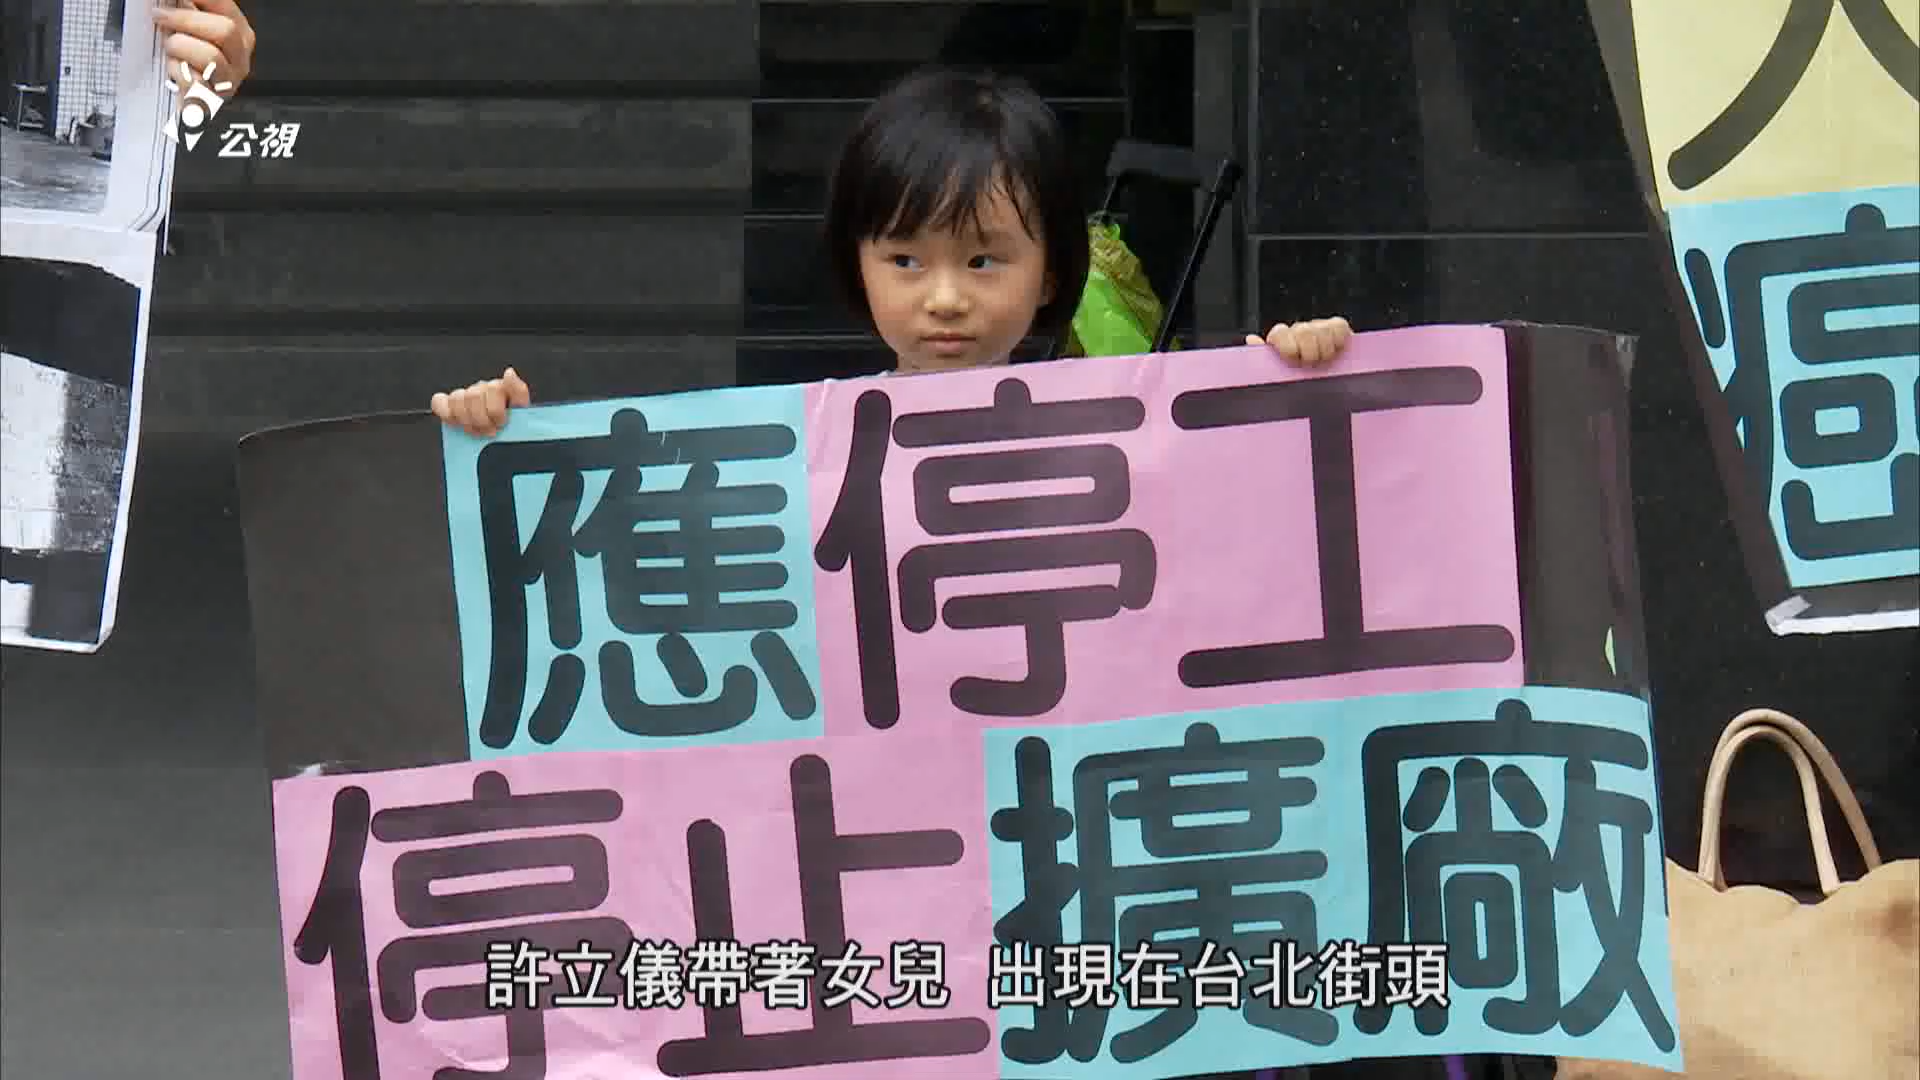 公視
應停工
停止擴廠
癌
許立儀帶著女兒 出現在台北街頭